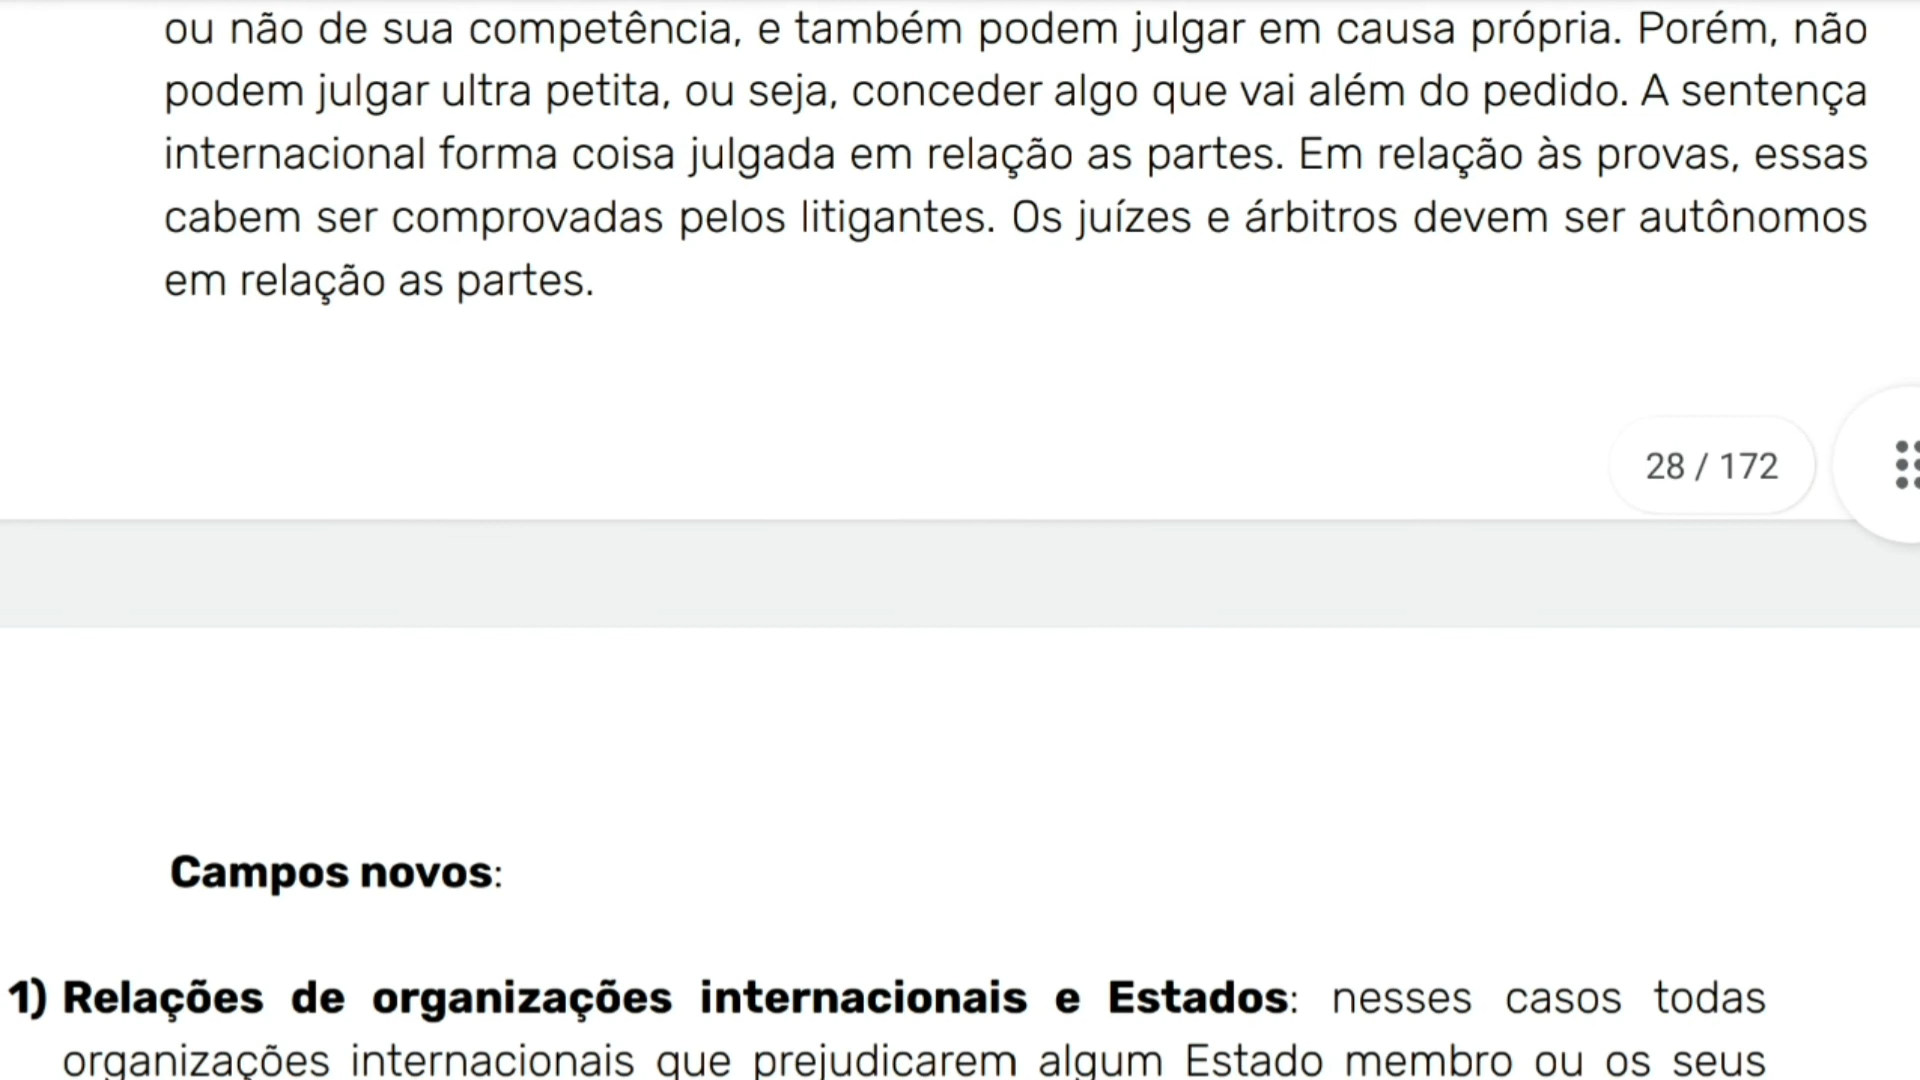 ou não de sua competência, e também podem julgar em causa própria. Porém, não
podem julgar ultra petita, ou seja, conceder algo que vai além do pedido. A sentença
internacional forma coisa julgada em relação as partes. Em relação às provas, essas
cabem ser comprovadas pelos litigantes. Os juízes e árbitros devem ser autônomos
em relação as partes.
28 / 172
Campos novos:
1) Relações de organizações internacionais e Estados: nesses casos todas
organizações internacionais que prejudicarem algum Estado membro ou os seus